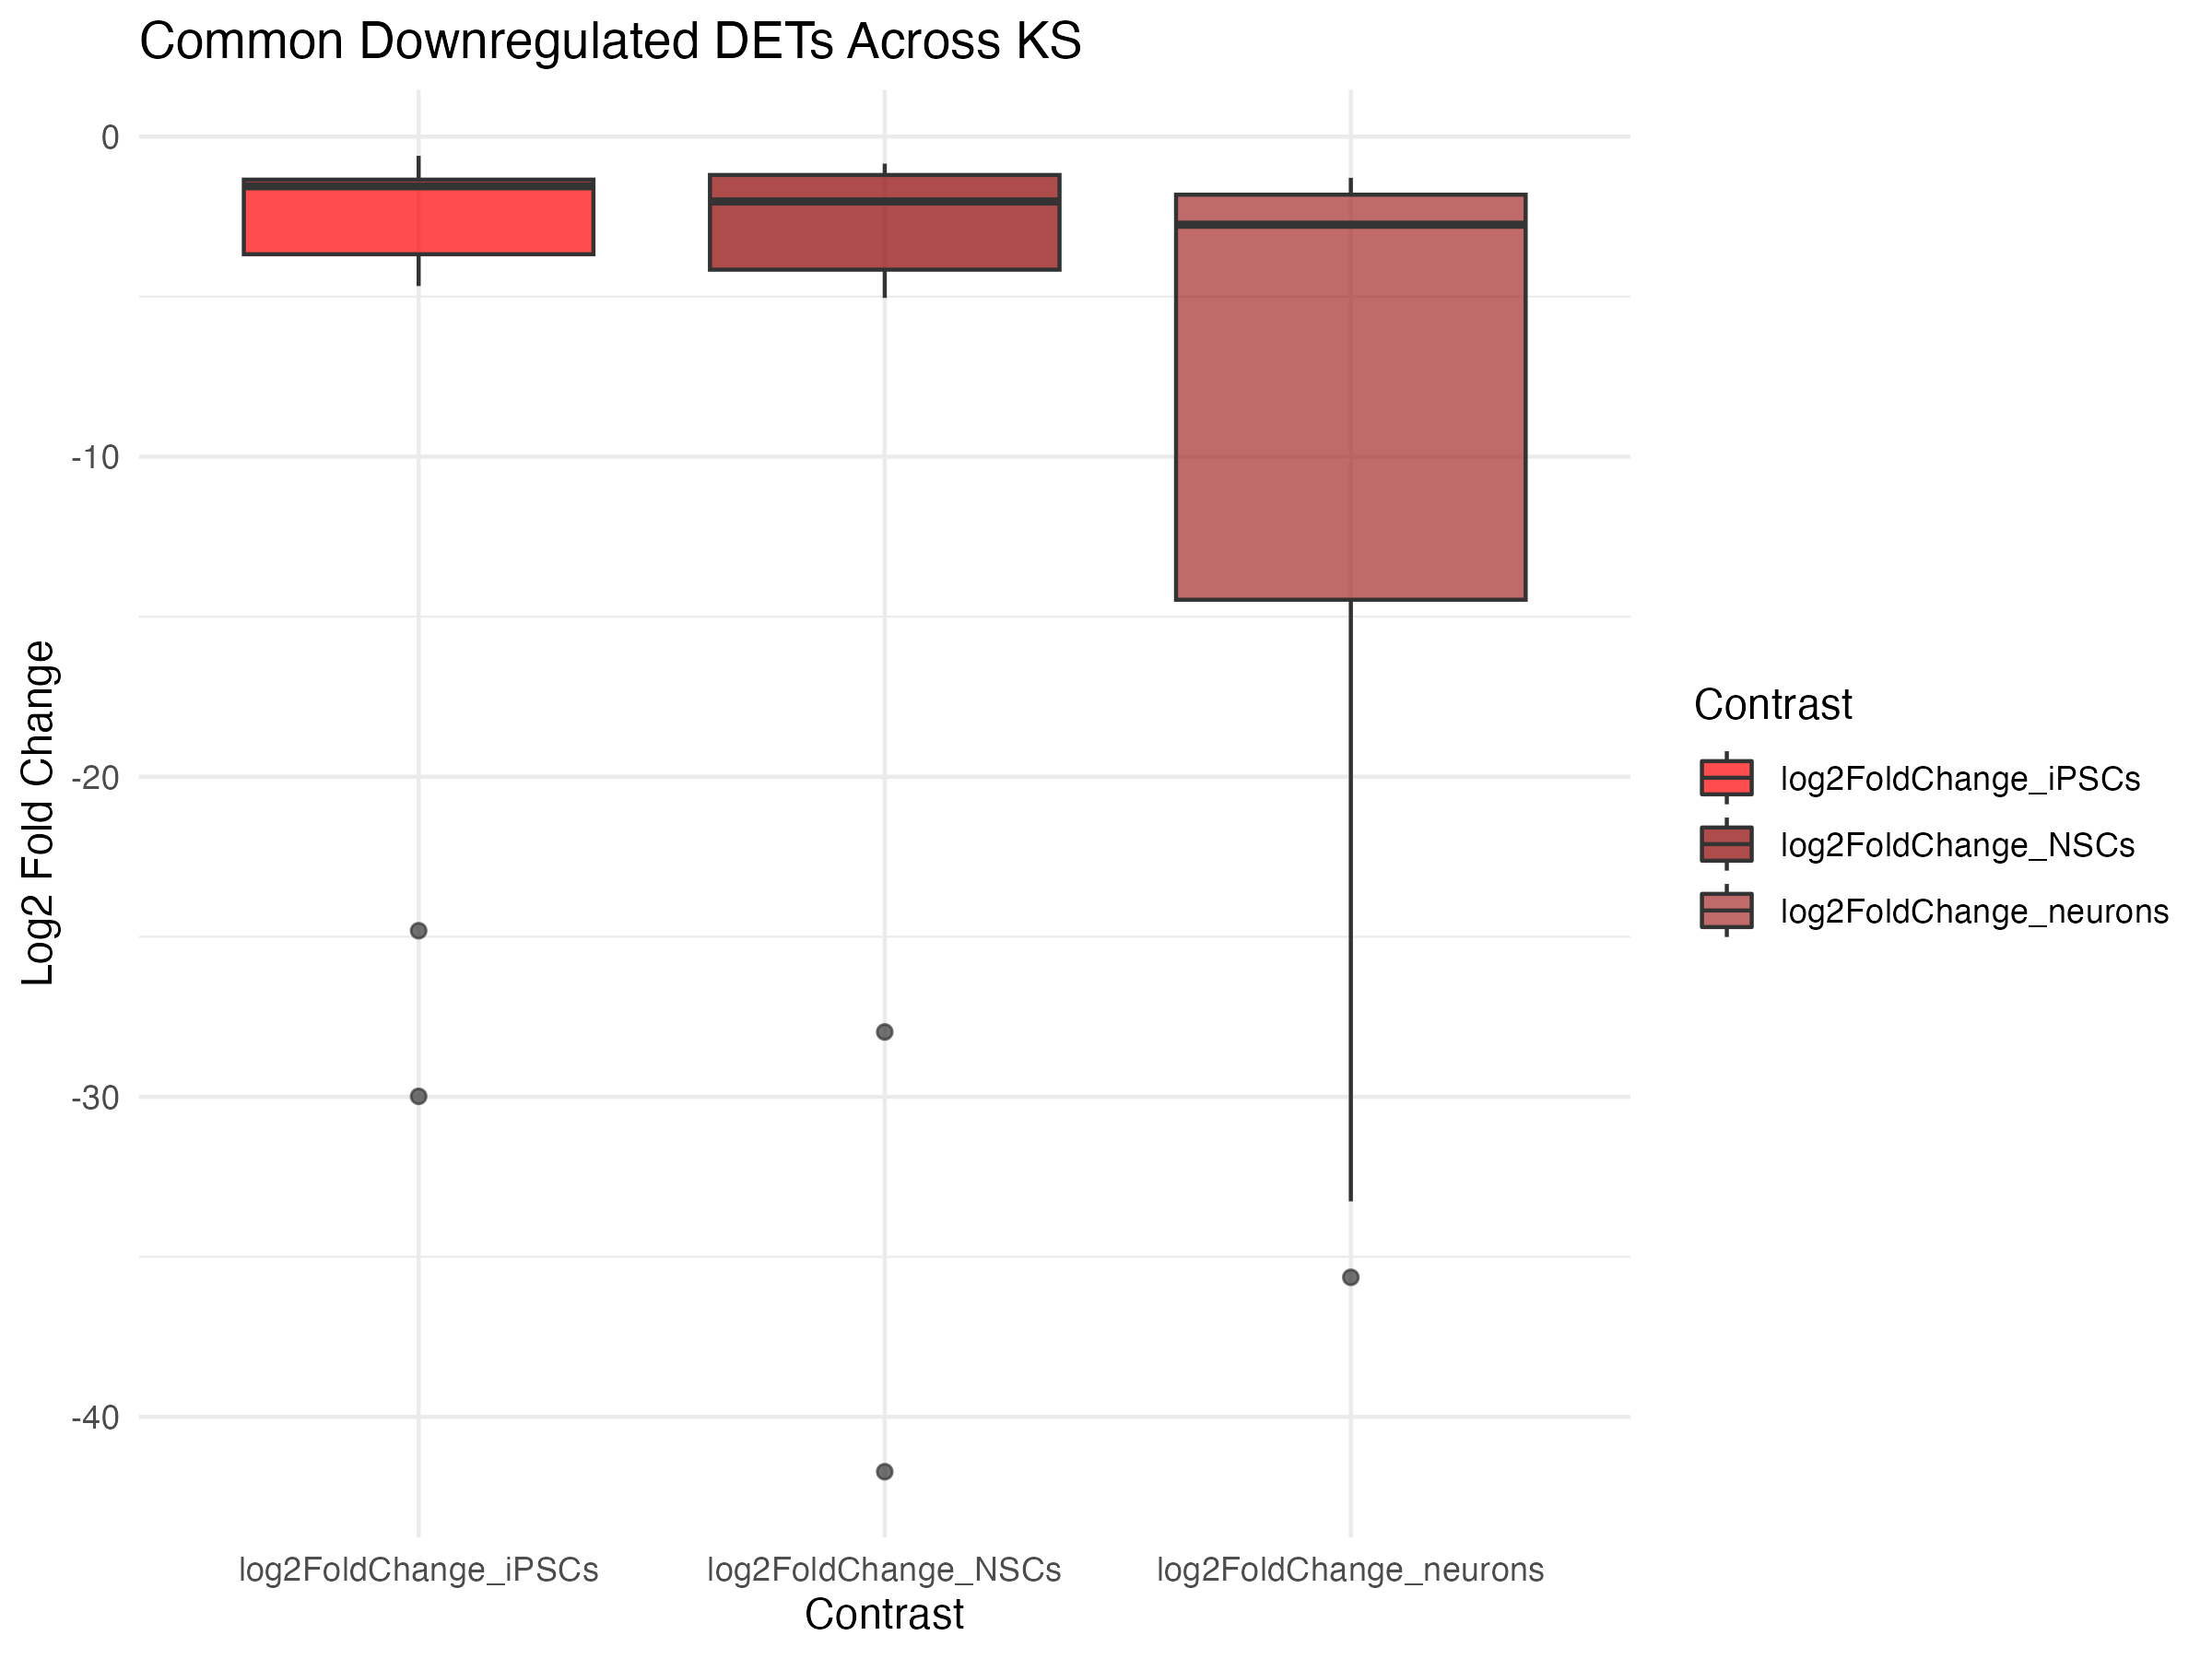 Common Downregulated DETs Across KS
Log2 Fold Change
0
-10
-20
-30
-40
log2FoldChange_iPSCs
log2FoldChange_NSCs
log2FoldChange_neurons
Contrast
Contrast
log2FoldChange_iPSCs
log2FoldChange_NSCs
log2FoldChange_neurons